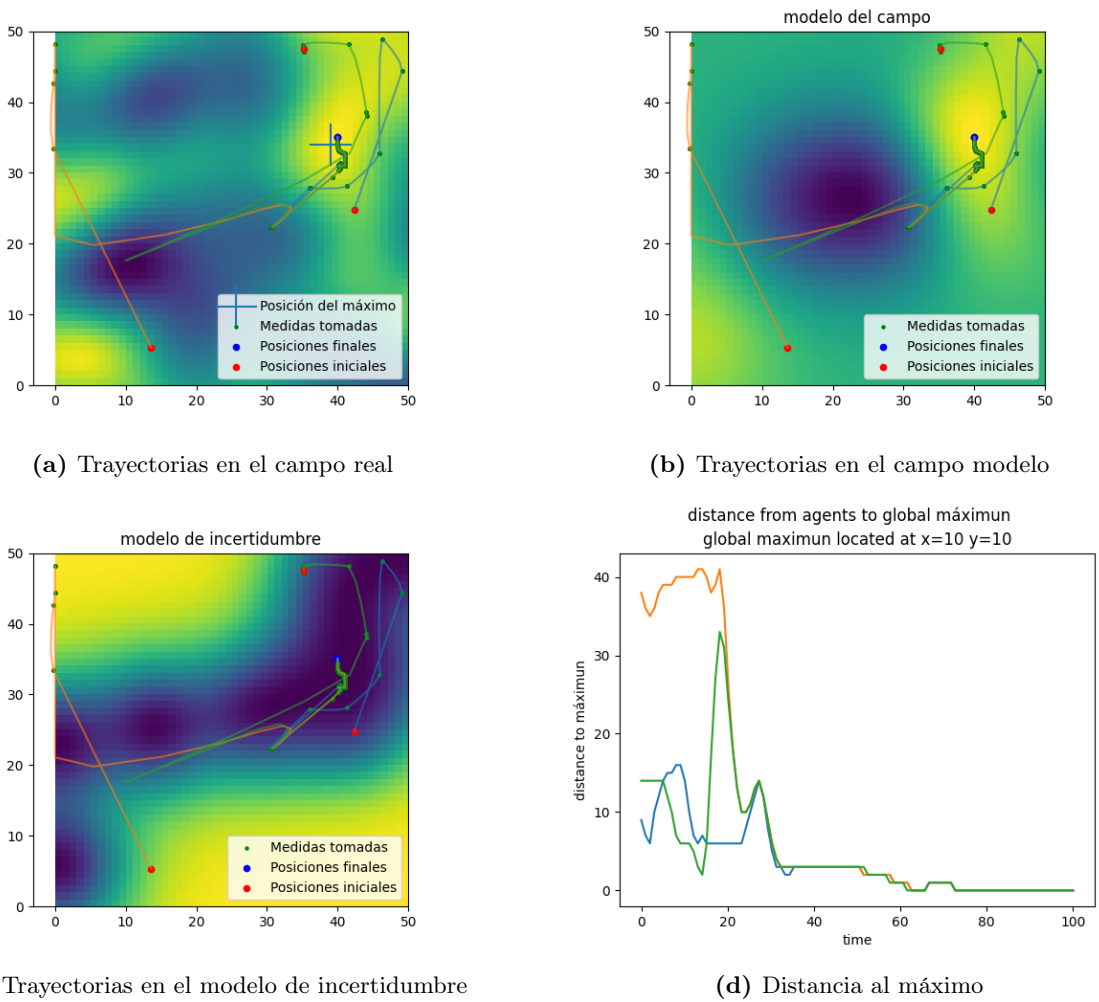 modelo del campo
50
40
30
20
10
0
0 10 20 30 40 50
Posición del máximo
Medidas tomadas
Posiciones finales
Posiciones iniciales
50
40
30
20
10
0
0 10 20 30 40 50
Medidas tomadas
Posiciones finales
Posiciones iniciales
(a) Trayectorias en el campo real
(b) Trayectorias en el campo modelo
modelo de incertidumbre
50
40
30
20
10
0
0 10 20 30 40 50
Medidas tomadas
Posiciones finales
Posiciones iniciales
distance from agents to global máximun
global maximun located at x=10 y=10
distance to máximun
40
30
20
10
0
0 20 40 60 80 100
time
Trayectorias en el modelo de incertidumbre
(d) Distancia al máximo